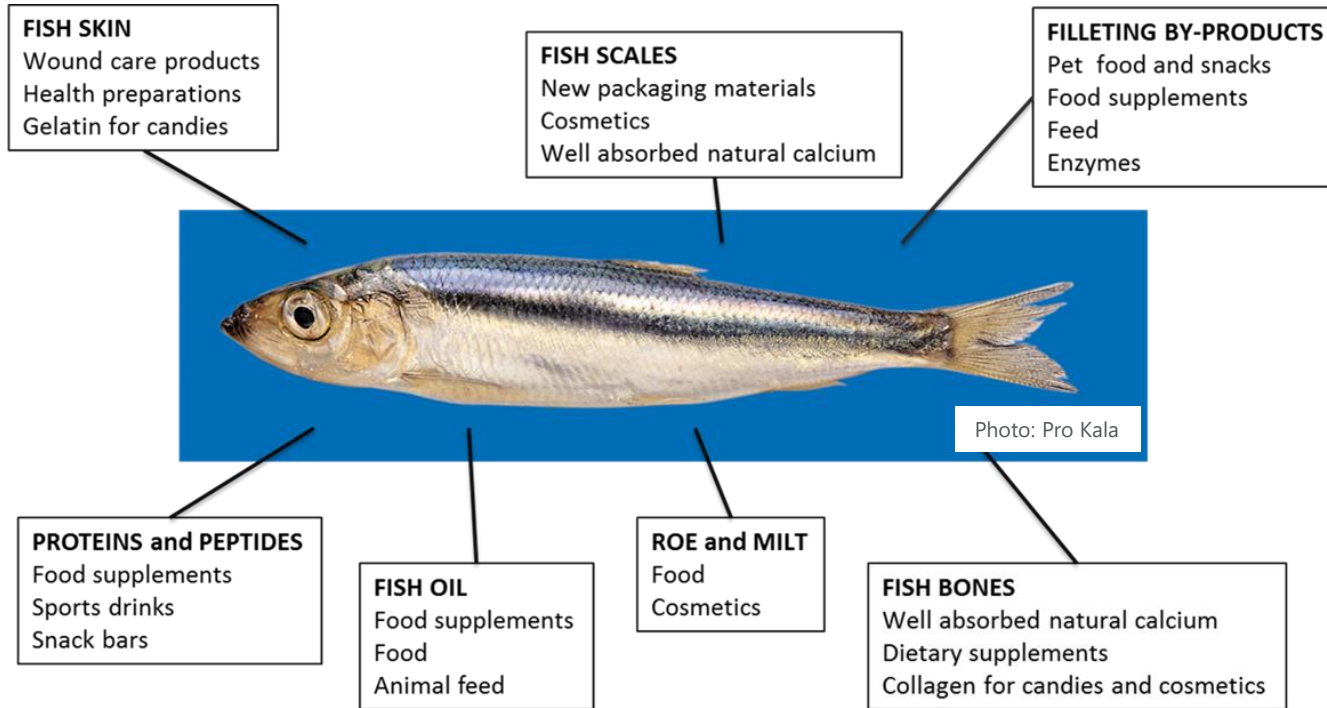 FISH SKIN
Wound care products
Health preparations
Gelatin for candies
FISH SCALES
New packaging materials
Cosmetics
Well absorbed natural calcium
FILLETING BY-PRODUCTS
Pet food and snacks
Food supplements
Feed
Enzymes
Photo: Pro Kala
PROTEINS and PEPTIDES
Food supplements
Sports drinks
Snack bars
FISH OIL
Food supplements
Food
Animal feed
ROE and MILT
Food
Cosmetics
FISH BONES
Well absorbed natural calcium
Dietary supplements
Collagen for candies and cosmetics